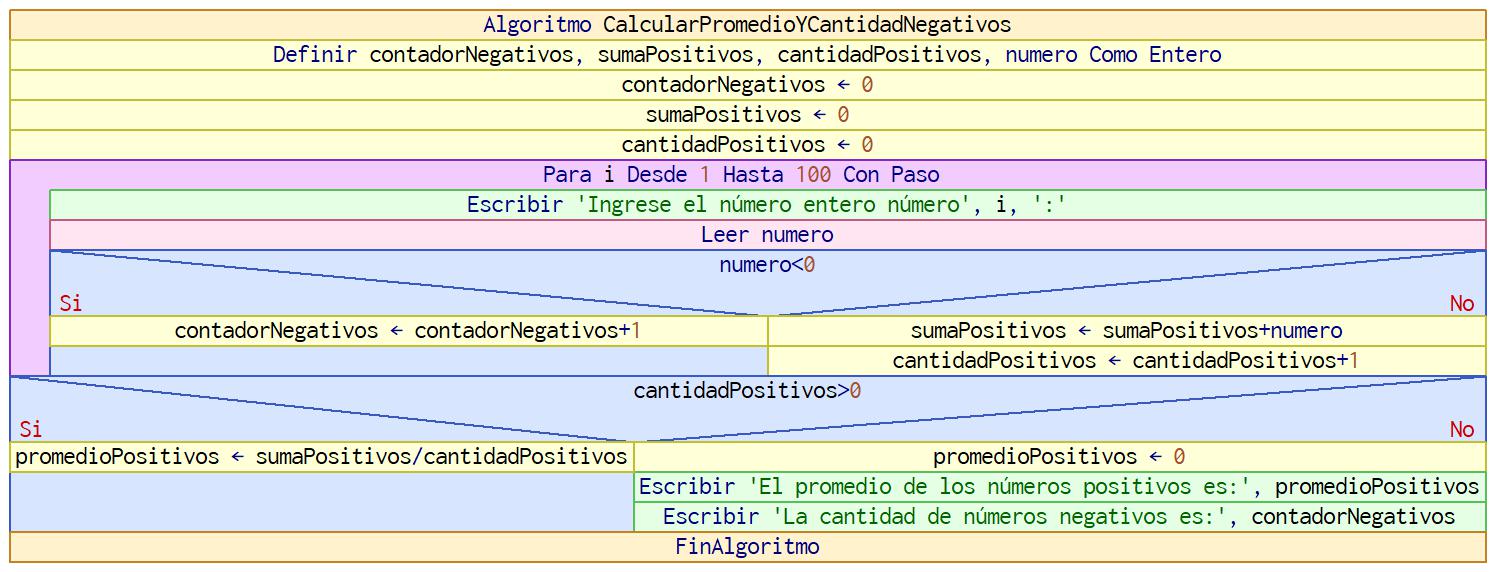 Algoritmo CalcularPromedioYCantidadNegativos
Definir contadorNegativos, sumaPositivos, cantidadPositivos, numero Como Entero
contadorNegativos ← 0
sumaPositivos ← 0
cantidadPositivos ← 0
Para i Desde 1 Hasta 100 Con Paso
Escribir 'Ingrese el número entero número', i, ':'
Leer numero
numero<0
Si No
contadorNegativos ← contadorNegativos+1 sumaPositivos ← sumaPositivos+numero
cantidadPositivos ← cantidadPositivos+1
cantidadPositivos>0
Si No
promedioPositivos ← sumaPositivos/cantidadPositivos promedioPositivos ← 0
Escribir 'El promedio de los números positivos es:', promedioPositivos
Escribir 'La cantidad de números negativos es:', contadorNegativos
FinAlgoritmo